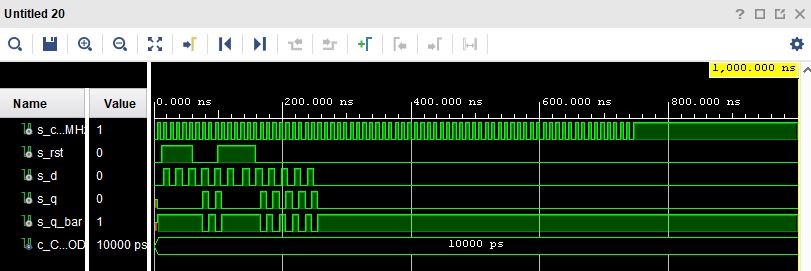 Untitled 20
1,000.000 ns
Name Value
0.000 ns 200.000 ns 400.000 ns 600.000 ns 800.000 ns
s_c...MHz 1
s_rst 0
s_d 0
s_q 0
s_q_bar 1
c_C...OD 10000 ps 10000 ps